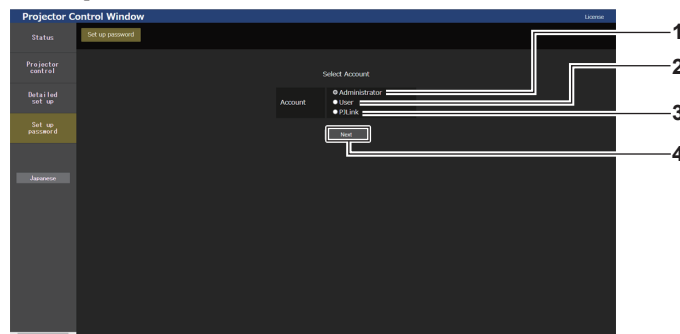 Projector Control Window
License
Status
Set up password
Projector
control
Detailed
set up
Set up
password
Japanese
Select Account
Account
Administrator
User
PJLink
Next
1
2
3
4